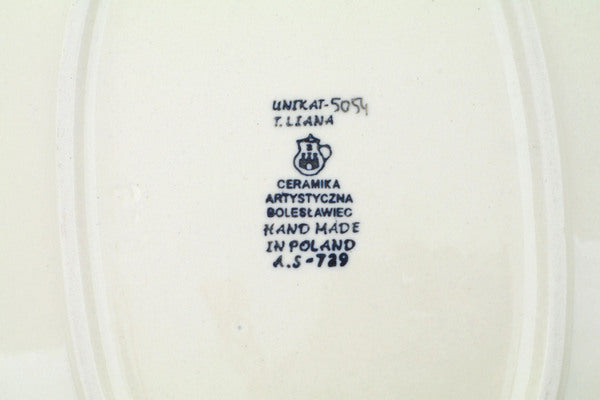 UNIKAT-5054
T. LIANA
CERAMIKA
ARTYSTYCZNA
BOLESŁAWIEC
HAND MADE
IN POLAND
A.S-729